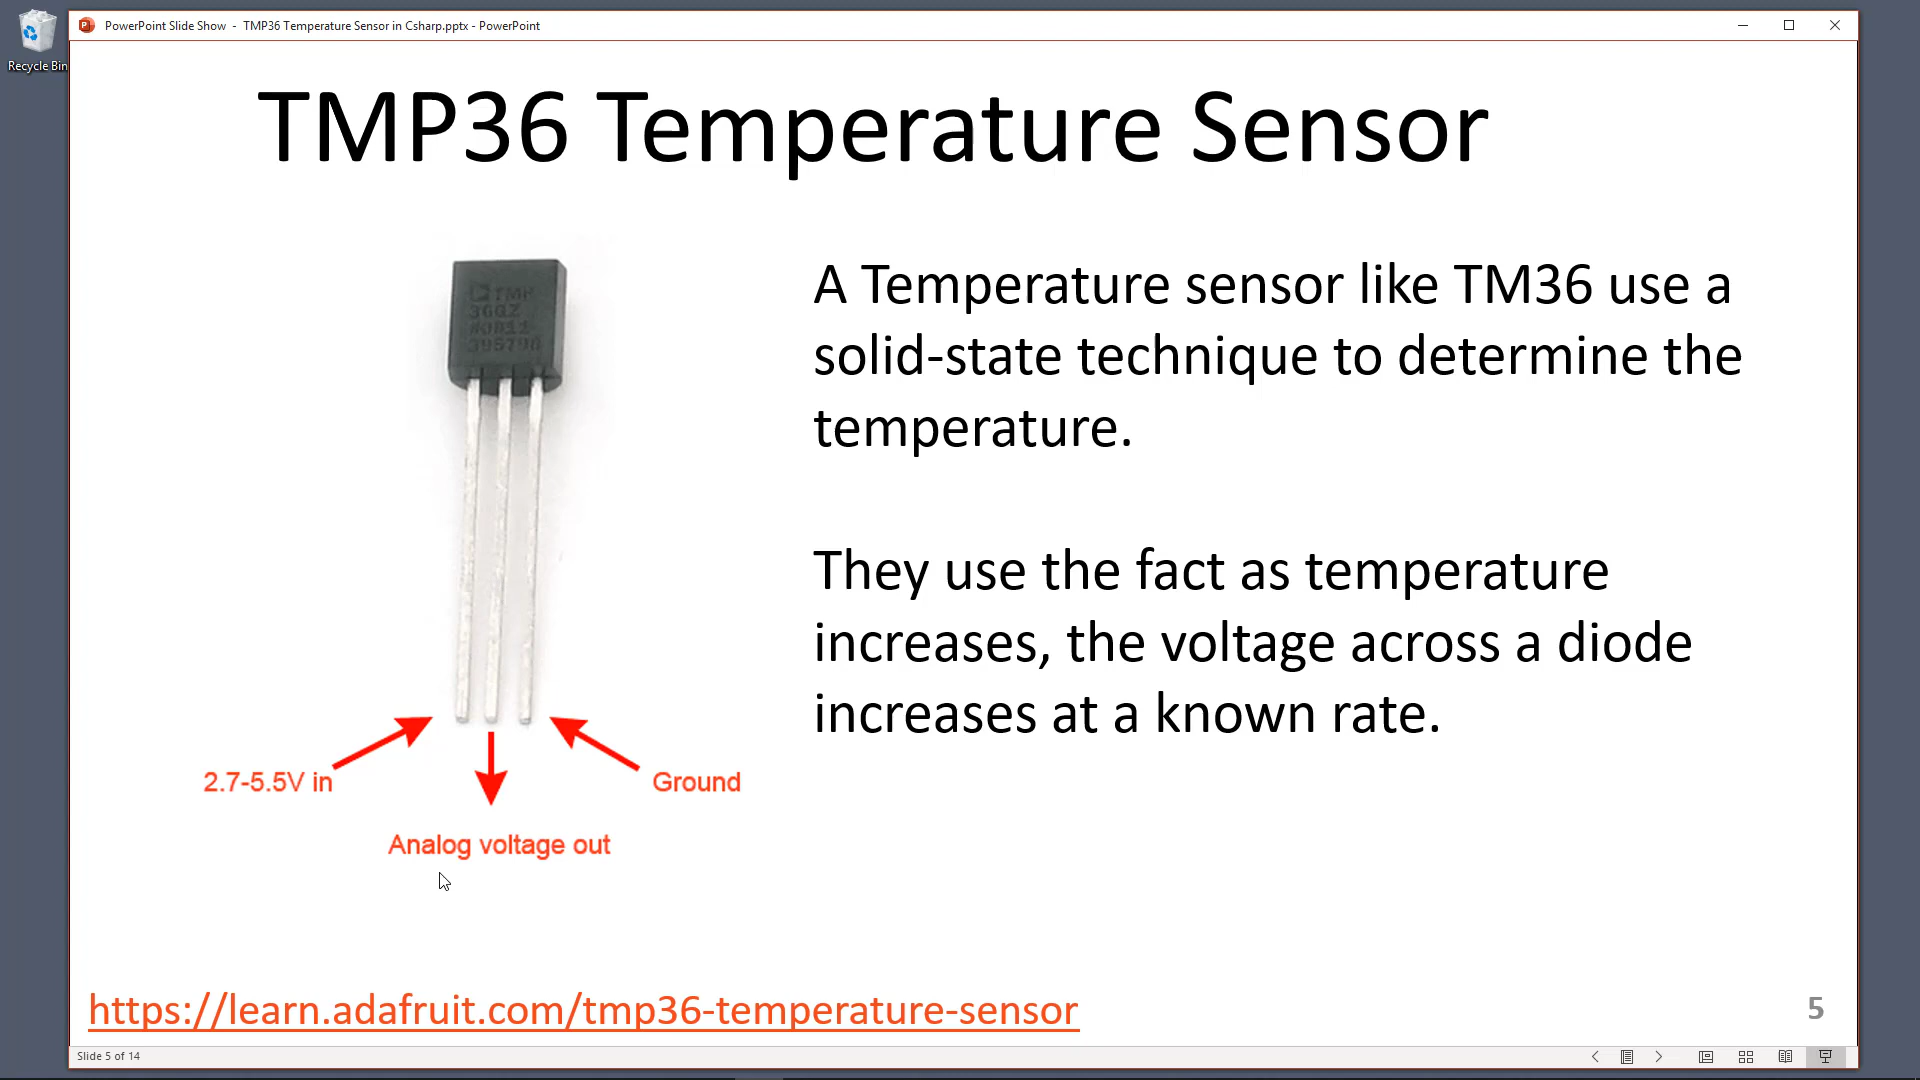 Recycle Bin
PowerPoint Slide Show - TMP36 Temperature Sensor in Csharp.pptx - PowerPoint
TMP36 Temperature Sensor
TMP
36GZ
A Temperature sensor like TM36 use a
solid-state technique to determine the
temperature.
They use the fact as temperature
increases, the voltage across a diode
increases at a known rate.
2.7-5.5V in
Ground
Analog voltage out
https://learn.adafruit.com/tmp36-temperature-sensor
5
Slide 5 of 14